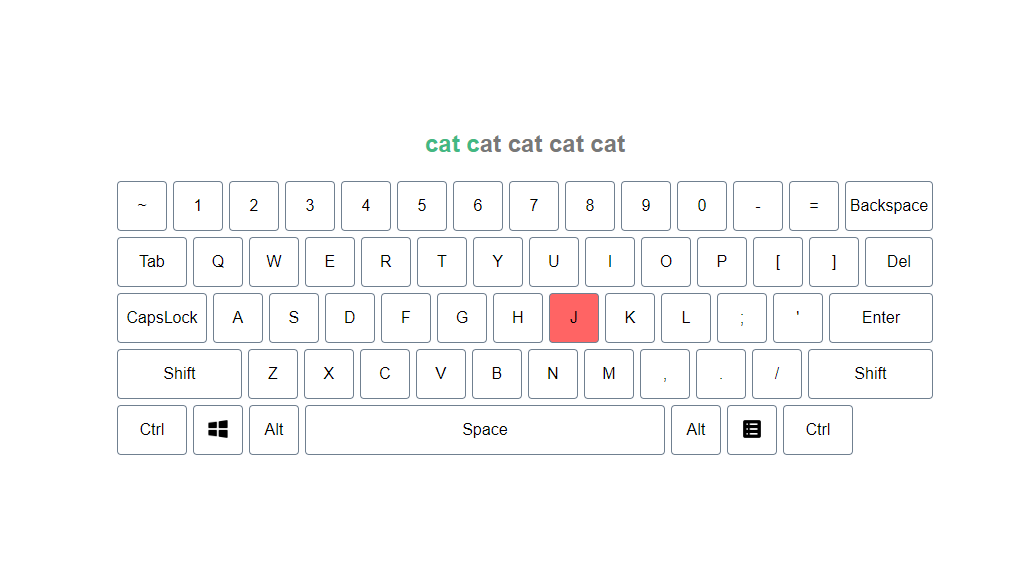 cat cat cat cat cat
~ 1 2 3 4 5 6 7 8 9 0 - = Backspace
Tab Q W E R T Y U I O P [ ] Del
CapsLock A S D F G H J K L ; ' Enter
Shift Z X C V B N M , . / Shift
Ctrl Alt Space Alt Ctrl